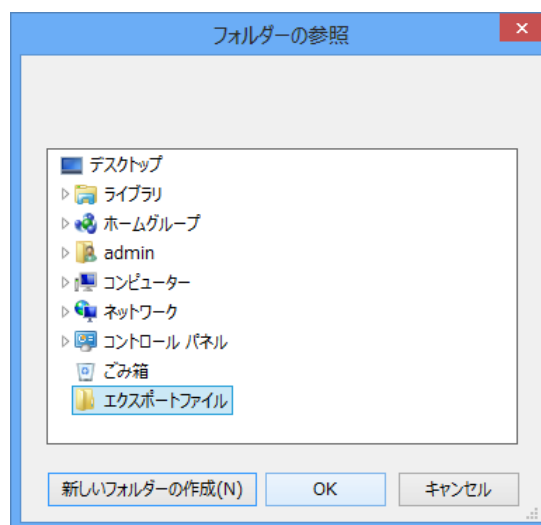 フォルダーの参照
デスクトップ
ライブラリ
ホームグループ
admin
コンピューター
ネットワーク
コントロール パネル
ごみ箱
エクスポートファイル
新しいフォルダーの作成(N)
OK
キャンセル